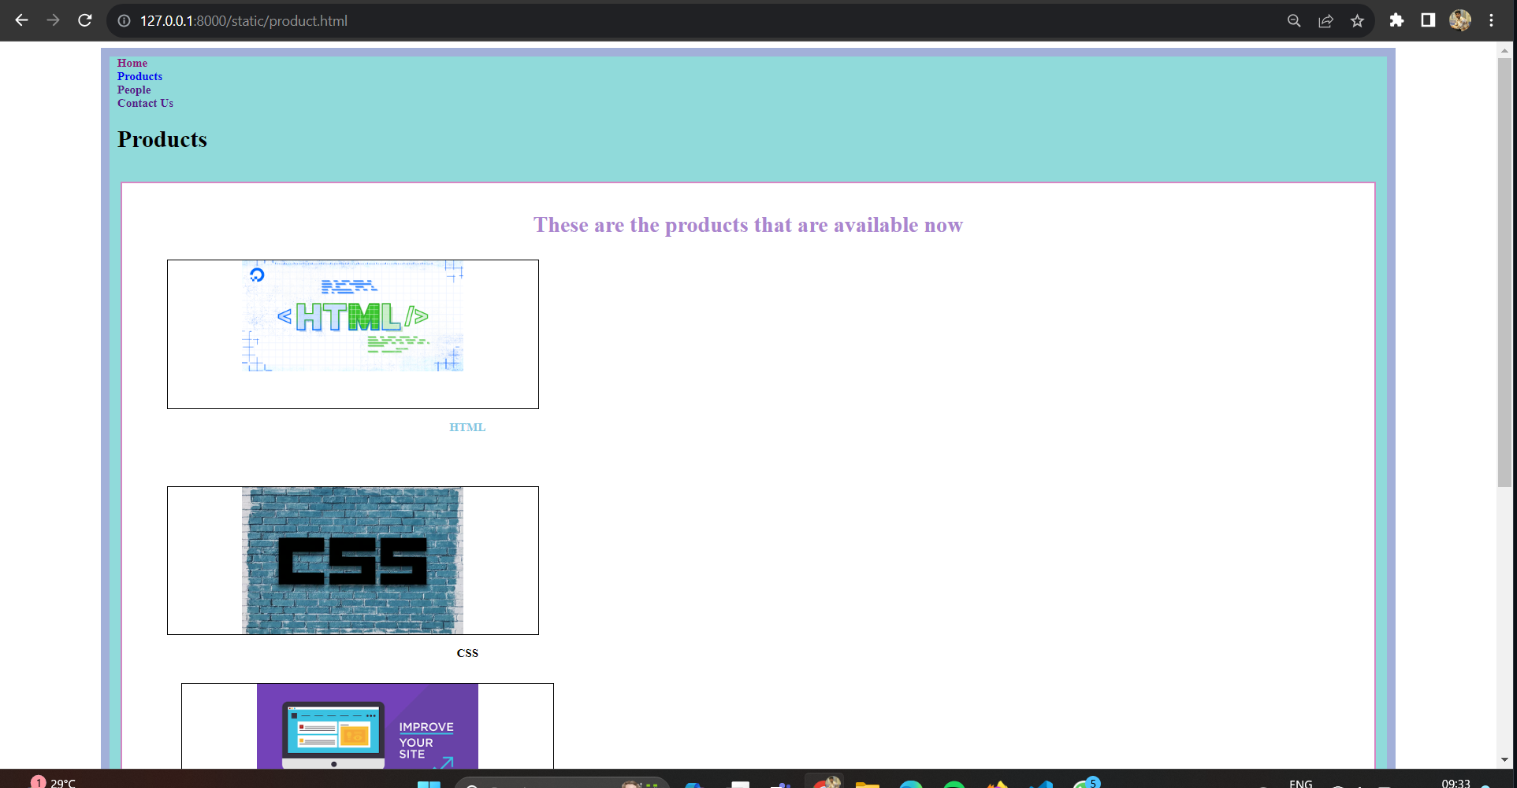 127.0.0.1:8000/static/product.html
Home
Products
People
Contact Us
Products
These are the products that are available now
<HTML/>
HTML
CSS
CSS
IMPROVE
YOUR
SITE
1
29°C
5
ENG
09:33